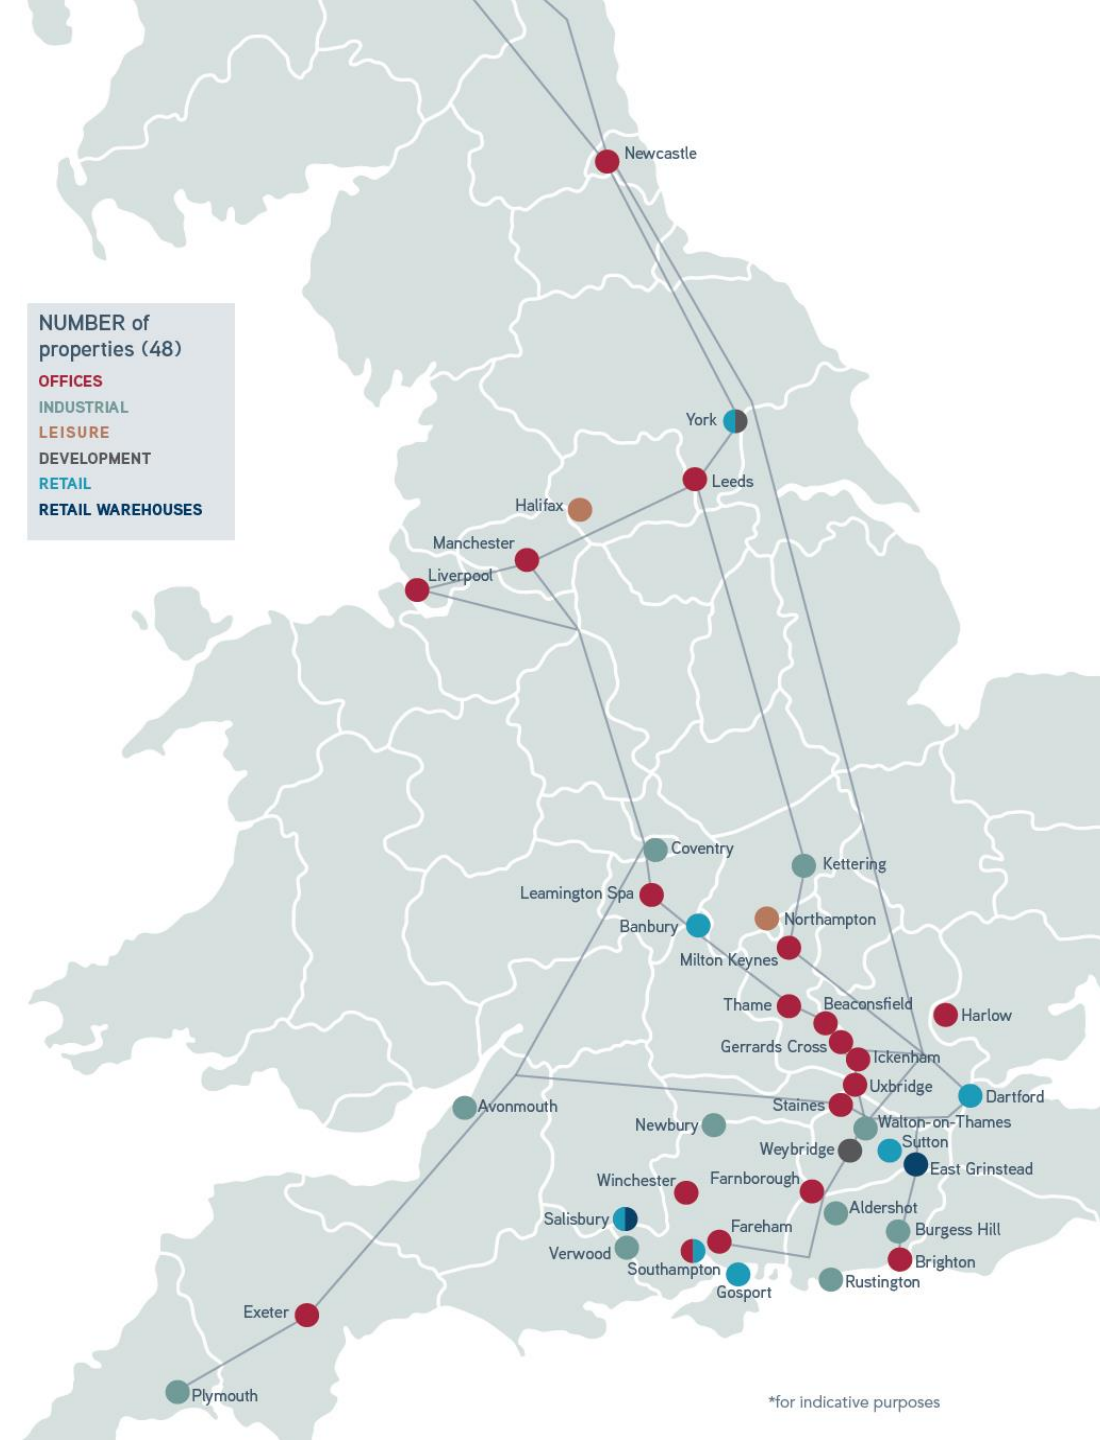 Newcastle
NUMBER of
properties (48)
OFFICES
INDUSTRIAL
LEISURE
DEVELOPMENT
RETAIL
RETAIL WAREHOUSES
York
Leeds
Halifax
Manchester
Liverpool
Coventry
Kettering
Leamington Spa
Northampton
Banbury
Milton Keynes
Thame
Beaconsfield
Harlow
Gerrards Cross
Ickenham
Uxbridge
Dartford
Staines
Avonmouth
Newbury
Walton-on-Thames
Sutton
Weybridge
East Grinstead
Winchester
Farnborough
Aldershot
Salisbury
Fareham
Burgess Hill
Verwood
Southampton
Brighton
Rustington
Gosport
Exeter
Plymouth
*for indicative purposes